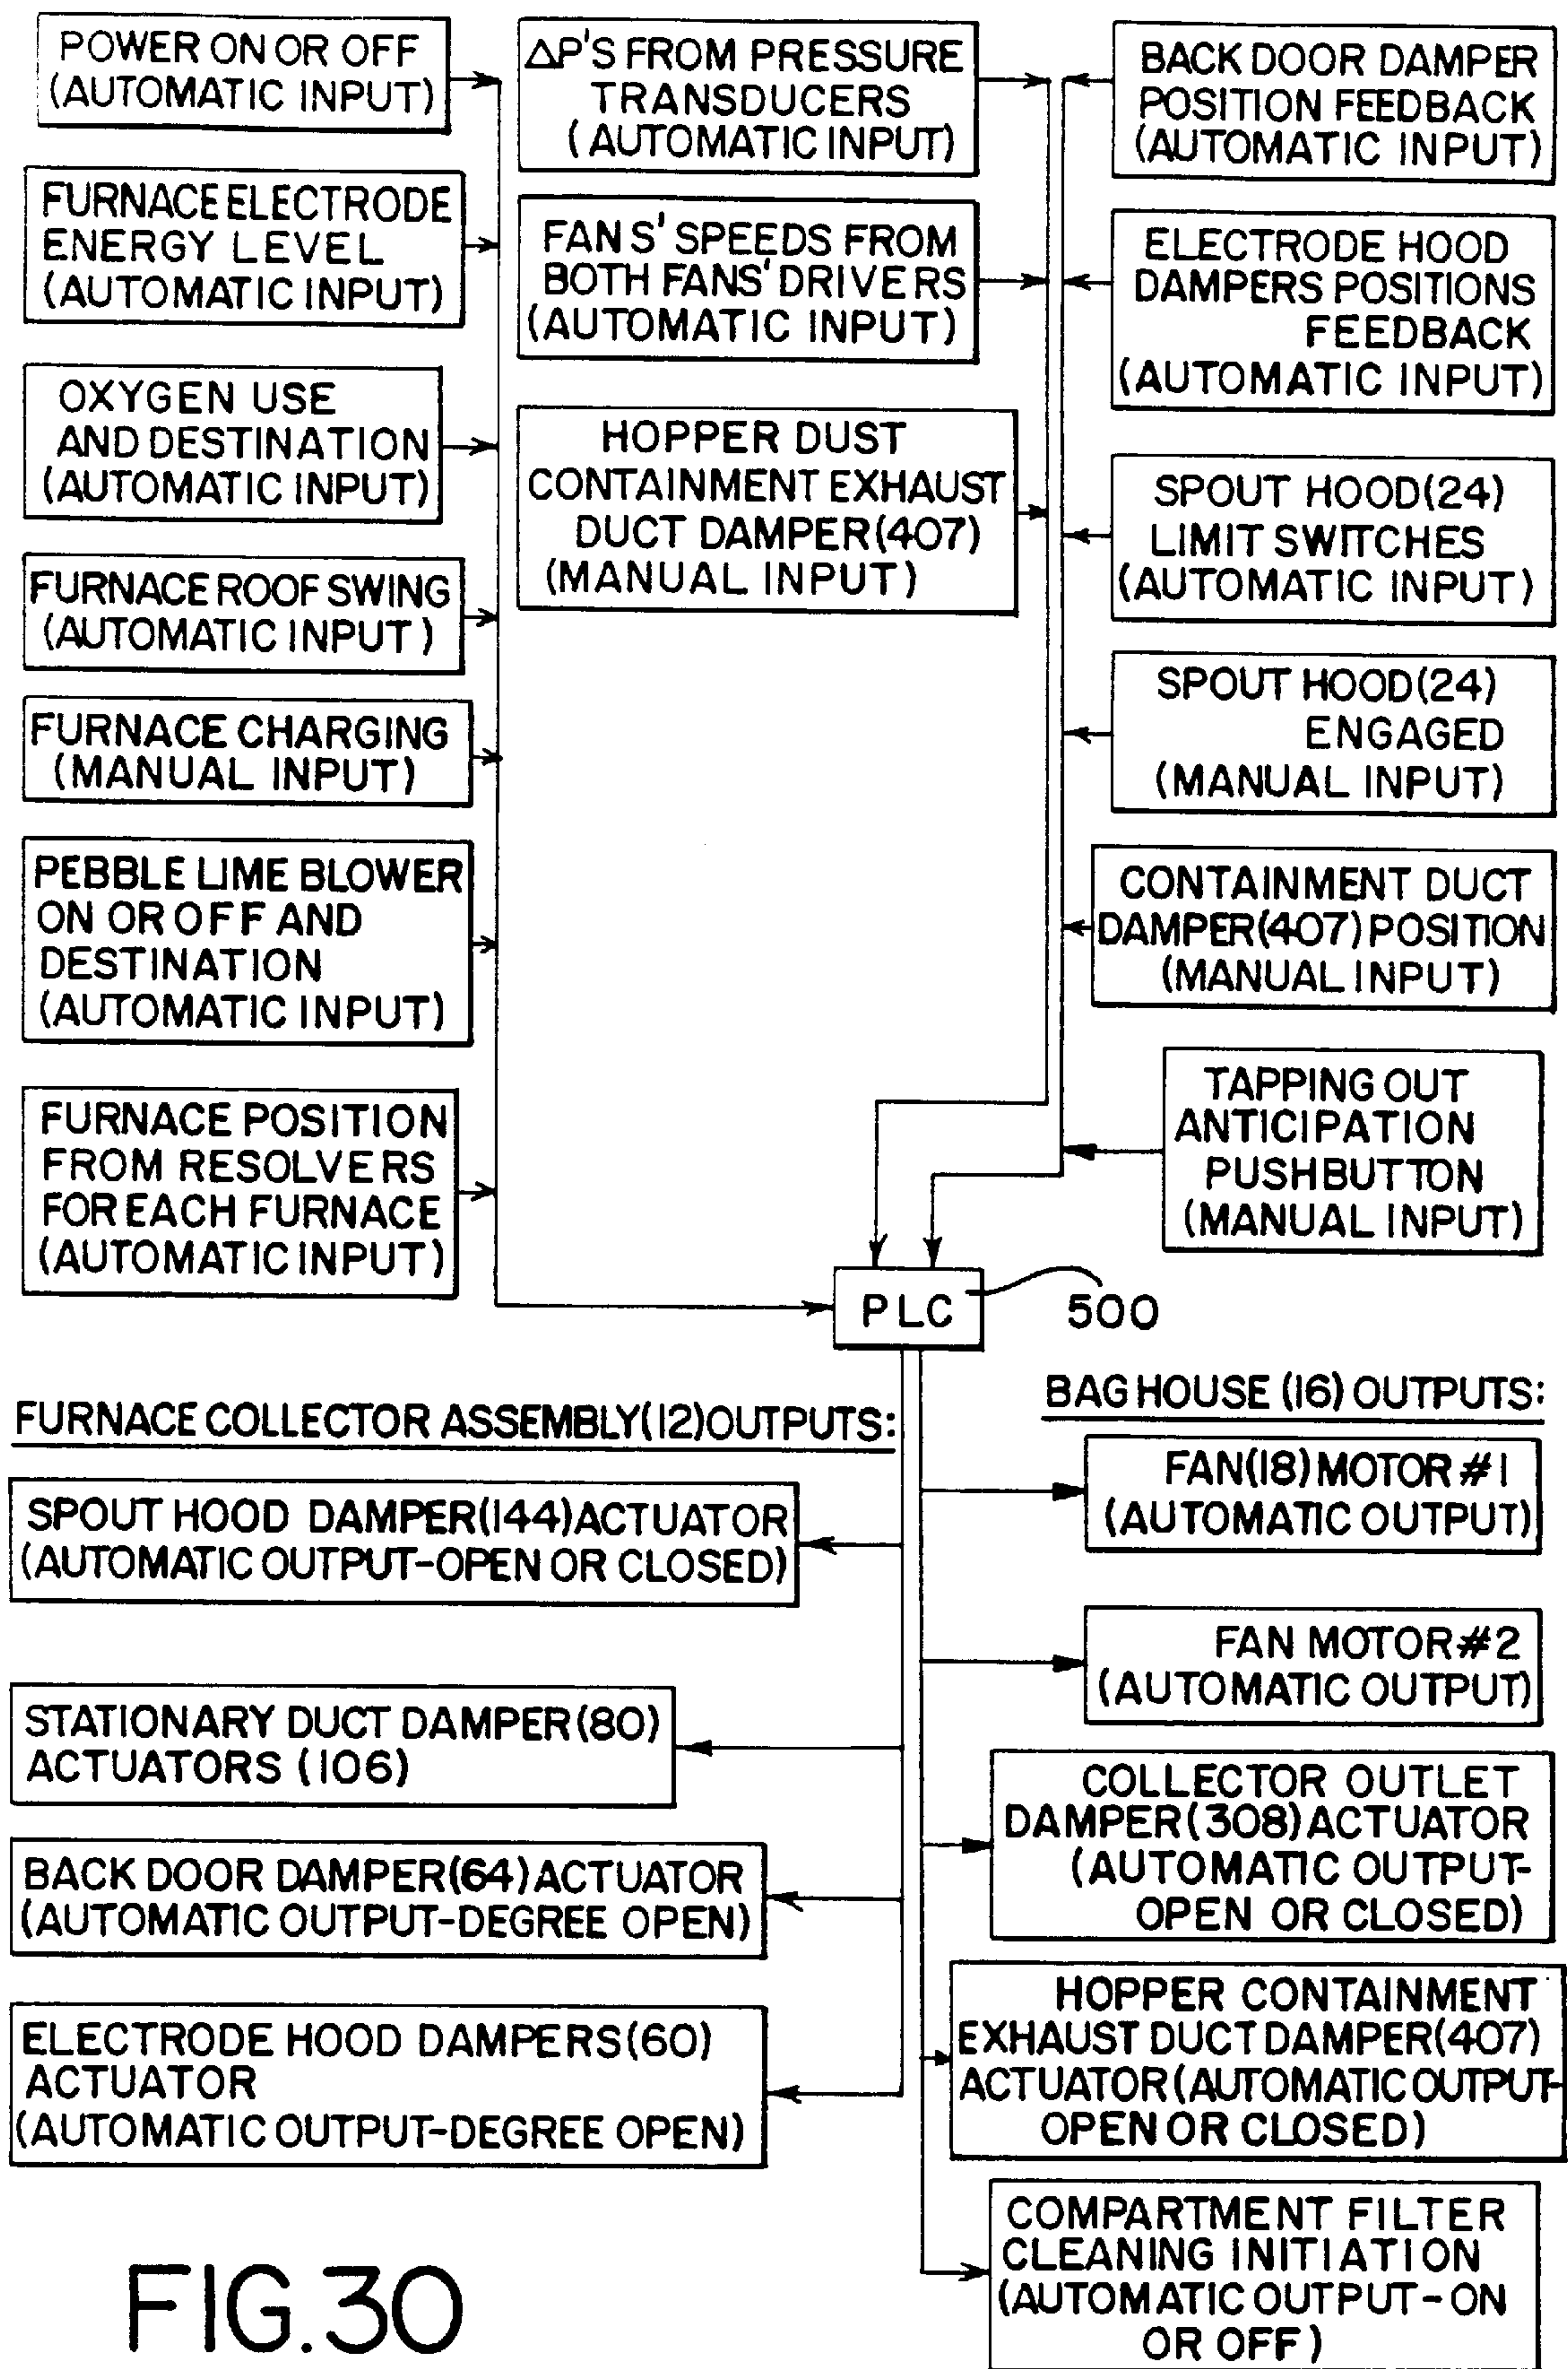 POWER ON OR OFF
(AUTOMATIC INPUT)
FURNACE ELECTRODE
ENERGY LEVEL
(AUTOMATIC INPUT)
OXYGEN USE
AND DESTINATION
(AUTOMATIC INPUT)
FURNACE ROOF SWING
(AUTOMATIC INPUT)
FURNACE CHARGING
(MANUAL INPUT)
PEBBLE LIME BLOWER
ON OR OFF AND
DESTINATION
(AUTOMATIC INPUT)
FURNACE POSITION
FROM RESOLVERS
FOR EACH FURNACE
(AUTOMATIC INPUT)
ΔP'S FROM PRESSURE
TRANSDUCERS
(AUTOMATIC INPUT)
FANS' SPEEDS FROM
BOTH FANS' DRIVERS
(AUTOMATIC INPUT)
HOPPER DUST
CONTAINMENT EXHAUST
DUCT DAMPER(407)
(MANUAL INPUT)
BACK DOOR DAMPER
POSITION FEEDBACK
(AUTOMATIC INPUT)
ELECTRODE HOOD
DAMPERS POSITIONS
FEEDBACK
(AUTOMATIC INPUT)
SPOUT HOOD(24)
LIMIT SWITCHES
(AUTOMATIC INPUT)
SPOUT HOOD(24)
ENGAGED
(MANUAL INPUT)
CONTAINMENT DUCT
DAMPER(407) POSITION
(MANUAL INPUT)
TAPPING OUT
ANTICIPATION
PUSHBUTTON
(MANUAL INPUT)
PLC
500
FURNACE COLLECTOR ASSEMBLY(12)OUTPUTS:
SPOUT HOOD DAMPER(144)ACTUATOR
(AUTOMATIC OUTPUT-OPEN OR CLOSED)
STATIONARY DUCT DAMPER(80)
ACTUATORS (106)
BACK DOOR DAMPER(64)ACTUATOR
(AUTOMATIC OUTPUT-DEGREE OPEN)
ELECTRODE HOOD DAMPERS(60)
ACTUATOR
(AUTOMATIC OUTPUT-DEGREE OPEN)
BAG HOUSE (16) OUTPUTS:
FAN(18) MOTOR #1
(AUTOMATIC OUTPUT)
FAN MOTOR #2
(AUTOMATIC OUTPUT)
COLLECTOR OUTLET
DAMPER(308)ACTUATOR
(AUTOMATIC OUTPUT-
OPEN OR CLOSED)
HOPPER CONTAINMENT
EXHAUST DUCT DAMPER(407)
ACTUATOR(AUTOMATIC OUTPUT-
OPEN OR CLOSED)
COMPARTMENT FILTER
CLEANING INITIATION
(AUTOMATIC OUTPUT-ON
OR OFF)
FIG.30